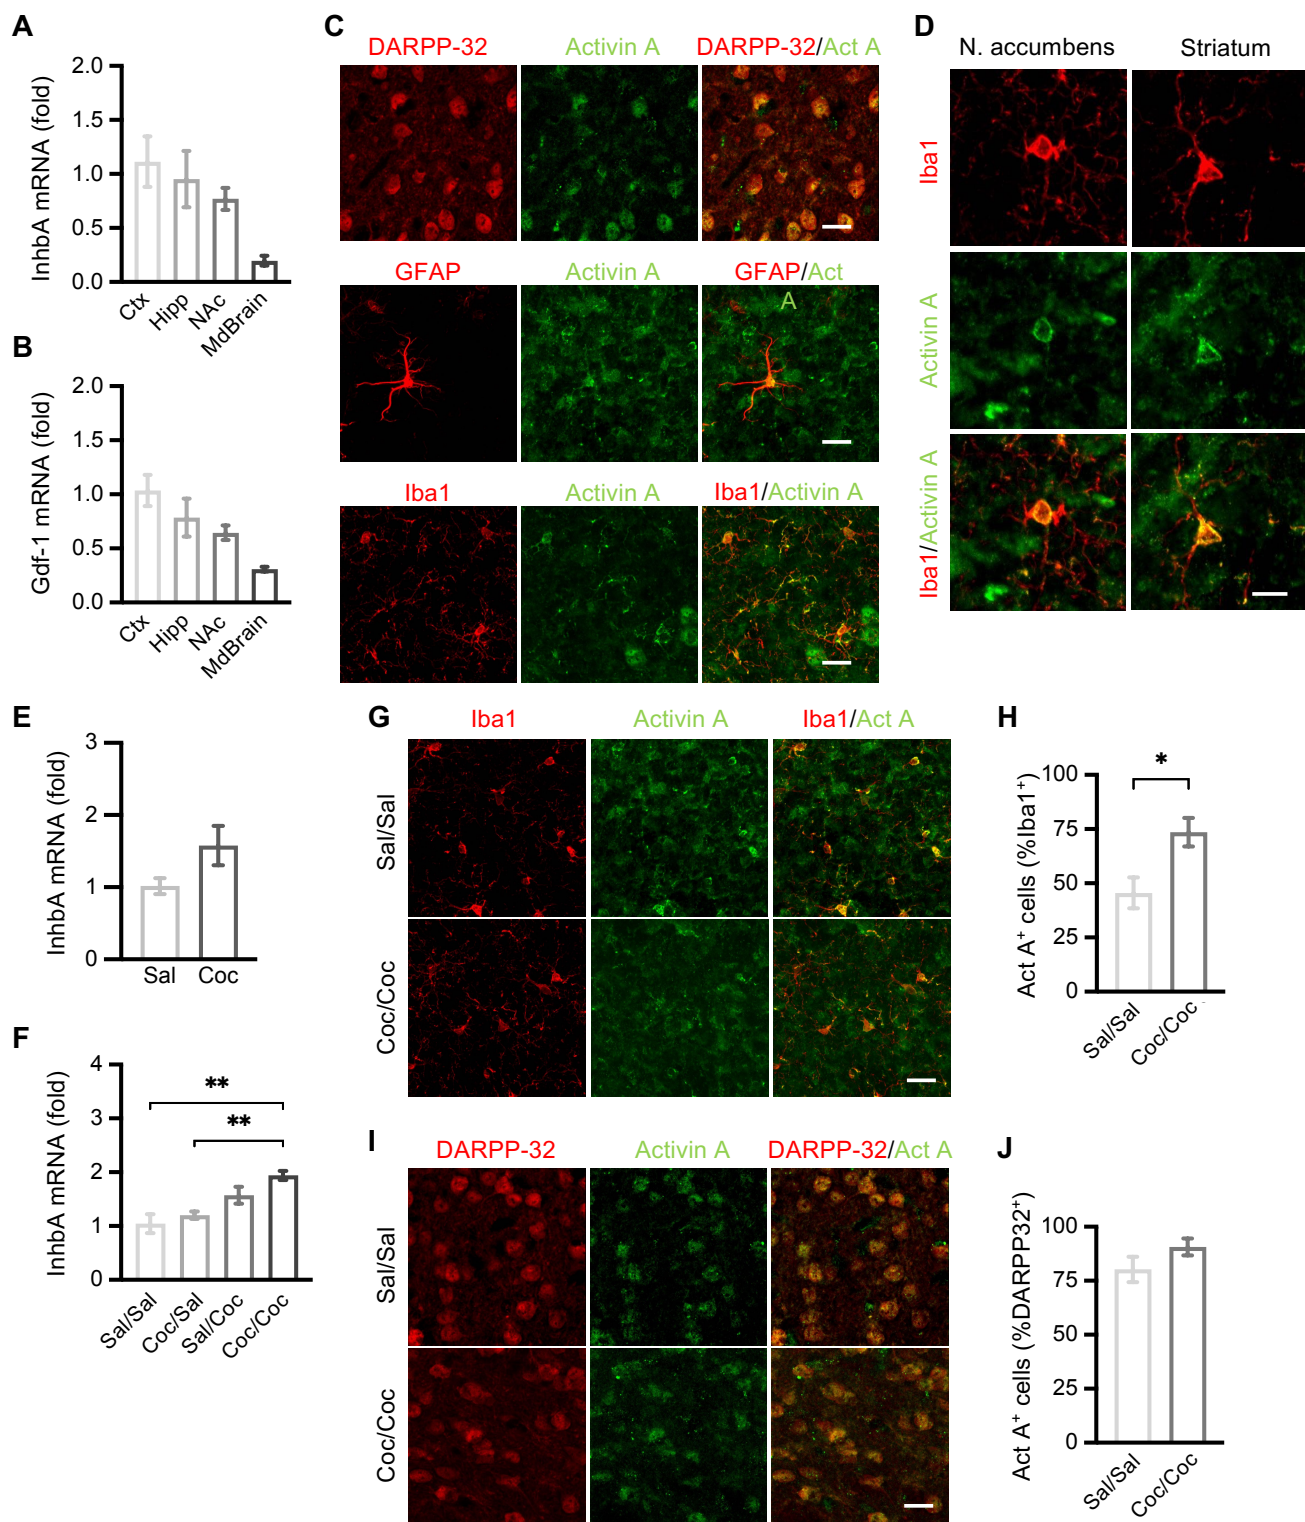 A
InhbA mRNA (fold)
2.0
1.5
1.0
0.5
0.0
Ctx
Hipp
NAc
MdBrain
B
Gdf-1 mRNA (fold)
2.0
1.5
1.0
0.5
0.0
Ctx
Hipp
NAc
MdBrain
C
DARPP-32
Activin A
DARPP-32/Act A
GFAP
Activin A
GFAP/Act
A
Iba1
Activin A
Iba1/Activin A
D
N. accumbens
Striatum
Iba1
Activin A
Iba1/Activin A
E
InhbA mRNA (fold)
3
2
1
0
Sal
Coc
F
InhbA mRNA (fold)
4
3
2
1
0
**
**
Sal/Sal
Coc/Sal
Sal/Coc
Coc/Coc
G
Iba1
Activin A
Iba1/Act A
Sal/Sal
Coc/Coc
H
Act A⁺ cells (%Iba1⁺)
100
75
50
25
0
*
Sal/Sal
Coc/Coc
I
DARPP-32
Activin A
DARPP-32/Act A
Sal/Sal
Coc/Coc
J
Act A⁺ cells (%DARPP32⁺)
100
75
50
25
0
Sal/Sal
Coc/Coc